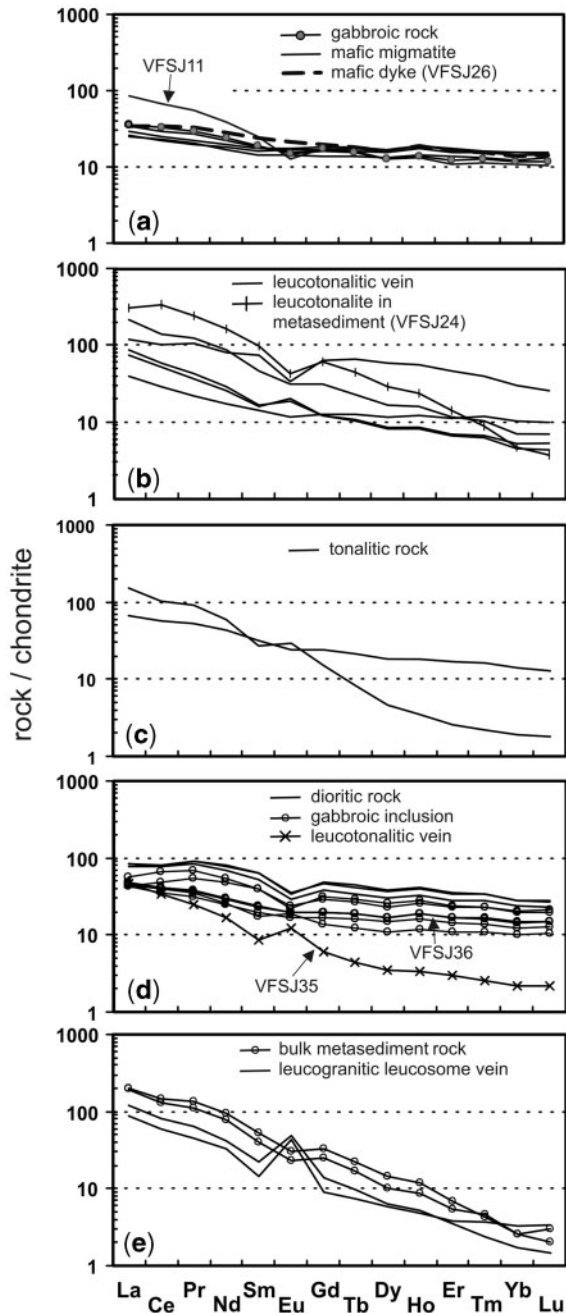 rock / chondrite
1000
100
10
1
VFSJ11
gabbroic rock
mafic migmatite
mafic dyke (VFSJ26)
(a)
1000
100
10
1
leucotonalitic vein
leucotonalite in
metasediment (VFSJ24)
(b)
1000
100
10
1
tonalitic rock
(c)
1000
100
10
1
dioritic rock
gabbroic inclusion
leucotonalitic vein
VFSJ36
VFSJ35
(d)
1000
100
10
1
bulk metasediment rock
leucogranitic leucosome vein
(e)
La Ce Pr Nd Sm Eu Gd Tb Dy Ho Er Tm Yb Lu